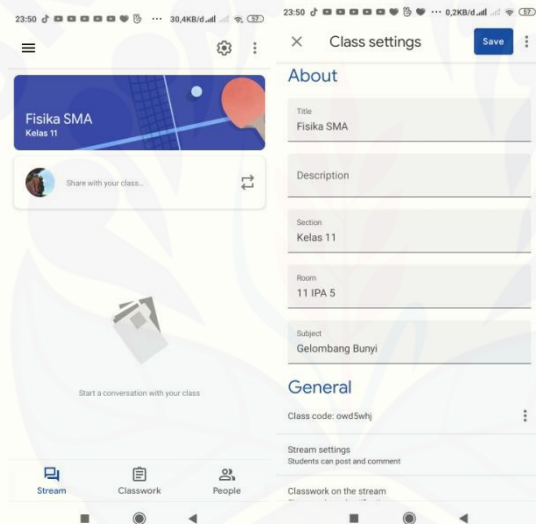 23:50 ... 30,4KB/d 57
Fisika SMA
Kelas 11
Share with your class...
Start a conversation with your class
Stream Classwork People
23:50 ... 0,2KB/d 57
Class settings Save
About
Title
Fisika SMA
Description
Section
Kelas 11
Room
11 IPA 5
Subject
Gelombang Bunyi
General
Class code: owd5whj
Stream settings
Students can post and comment
Classwork on the stream